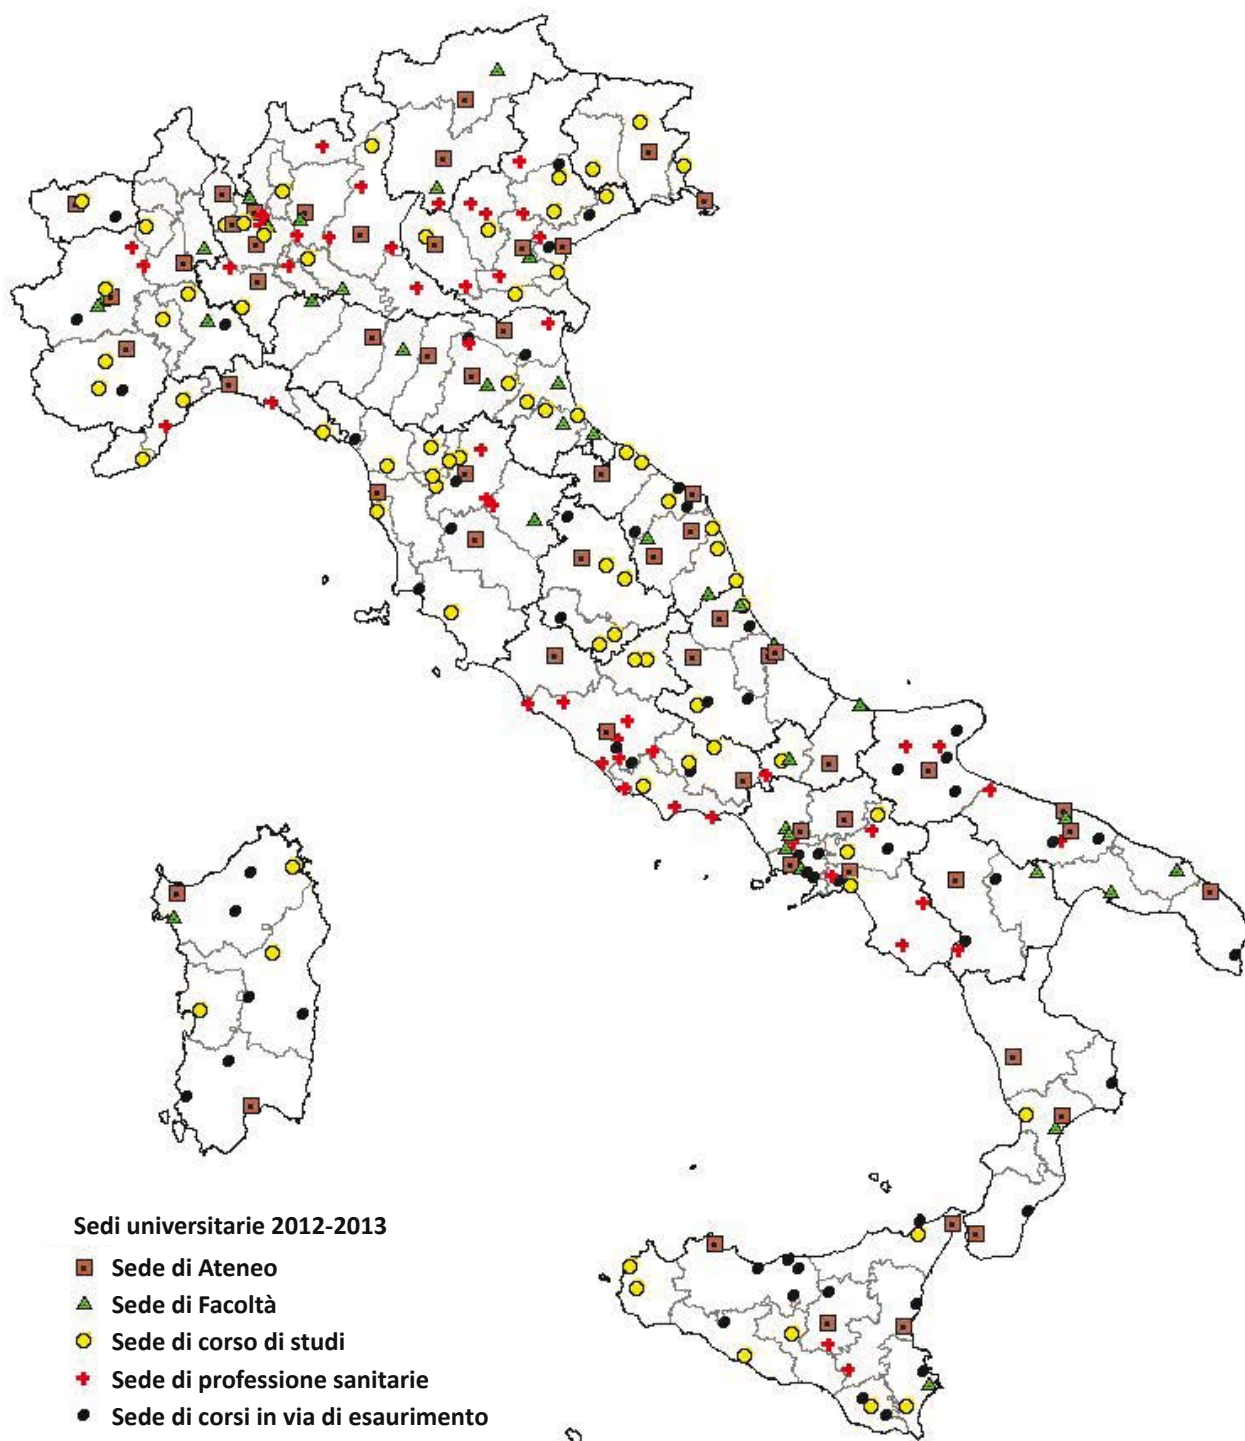 Sedi universitarie 2012-2013
Sede di Ateneo
Sede di Facoltà
Sede di corso di studi
Sede di professione sanitarie
Sede di corsi in via di esaurimento